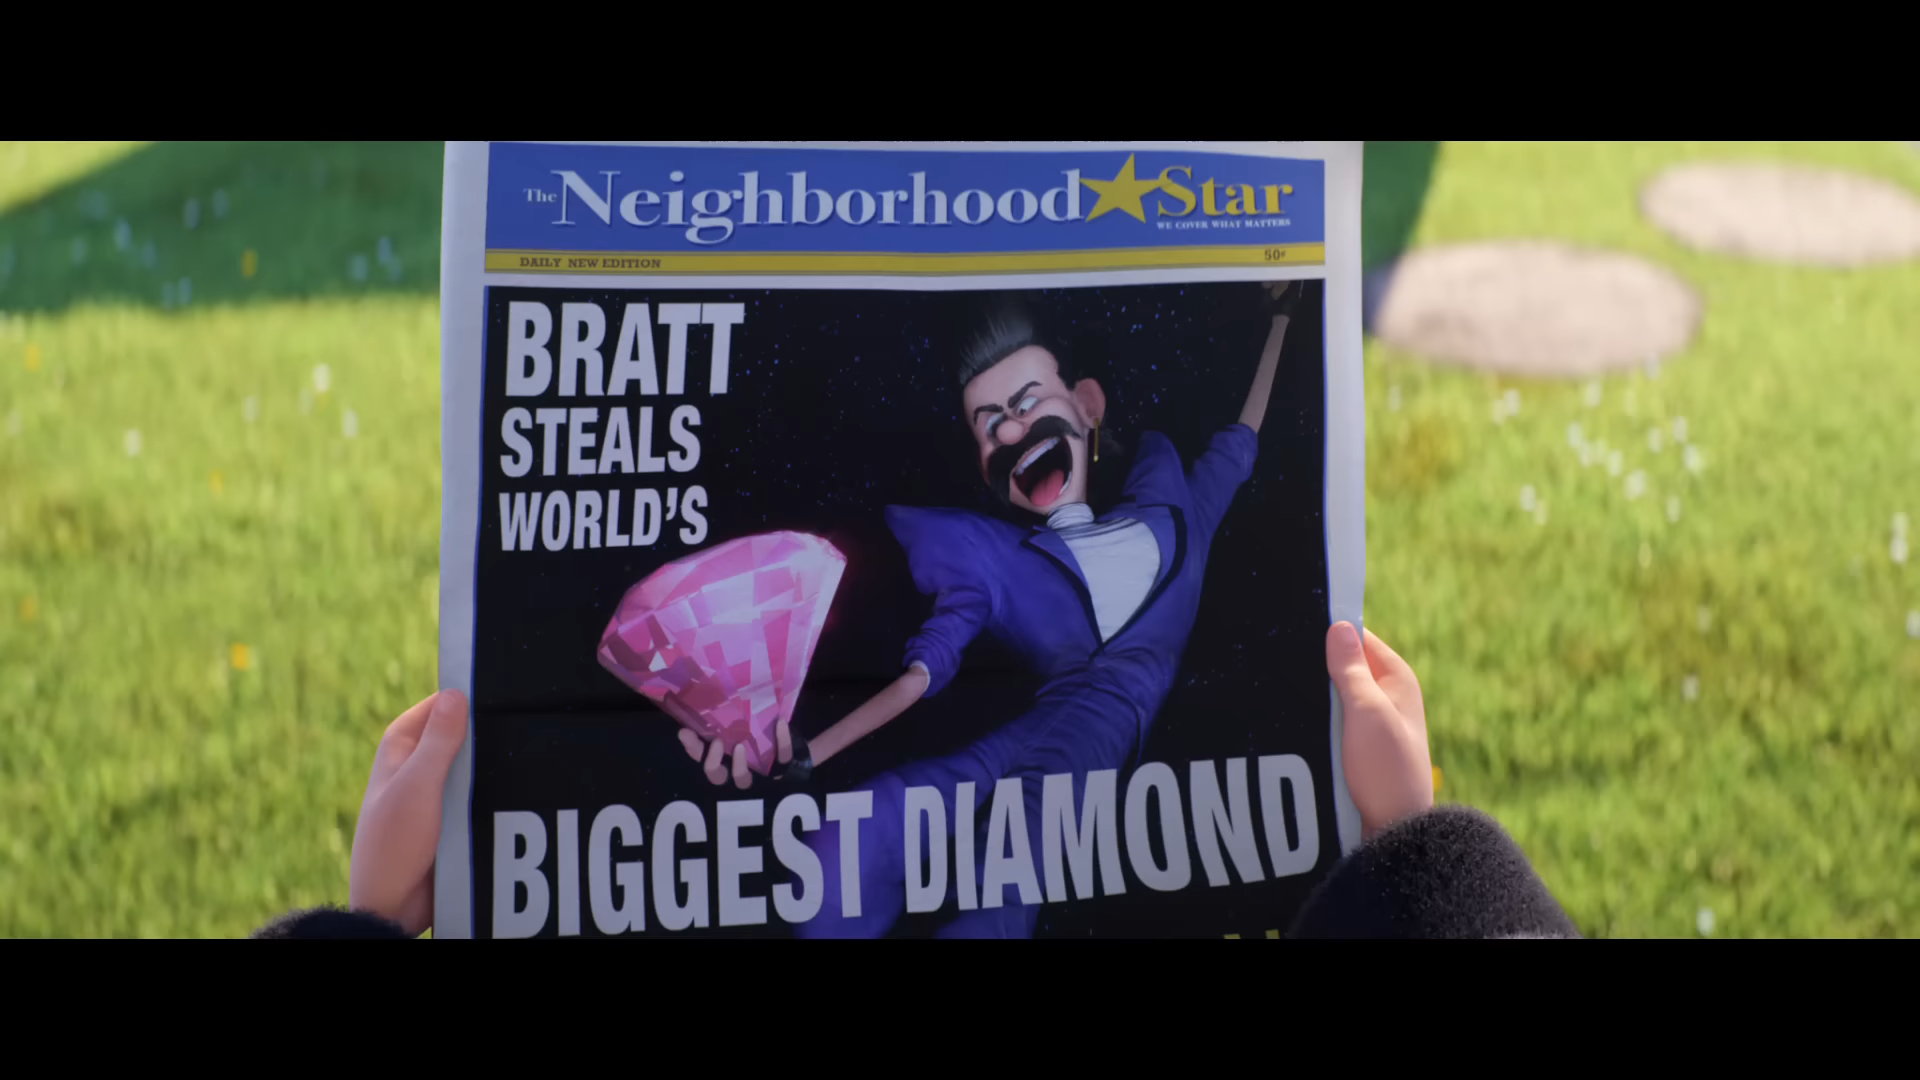 The Neighborhood Star
WE COVER WHAT MATTERS
DAILY NEW EDITION 50¢
BRATT
STEALS
WORLD'S
BIGGEST DIAMOND